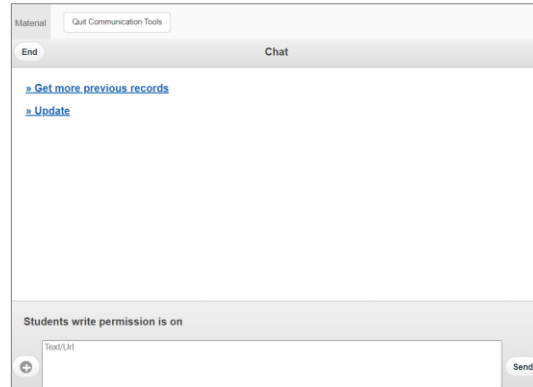 Material Quit Communication Tools
End Chat
» Get more previous records
» Update
Students write permission is on
Text/Url
Send